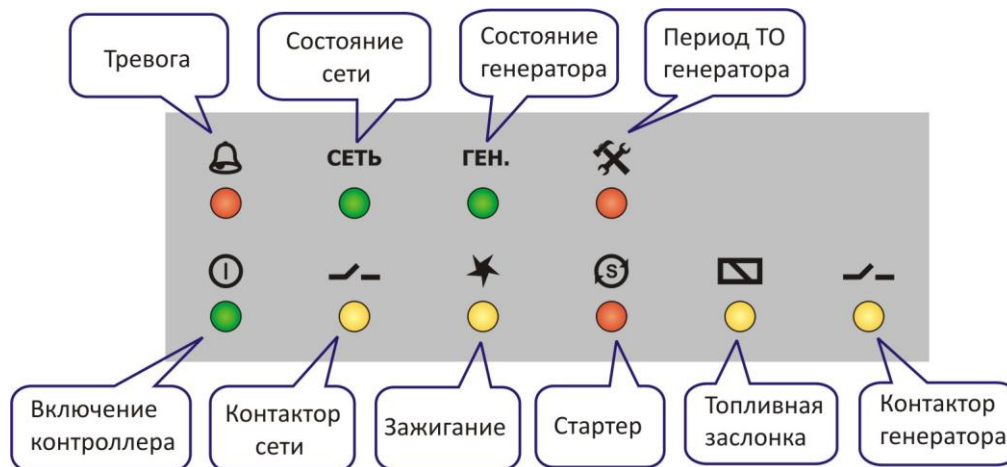 Тревога
Состояние
сети
Состояние
генератора
Период ТО
генератора
СЕТЬ
ГЕН.
S
Включение
контроллера
Контактор
сети
Зажигание
Стартер
Топливная
заслонка
Контактор
генератора